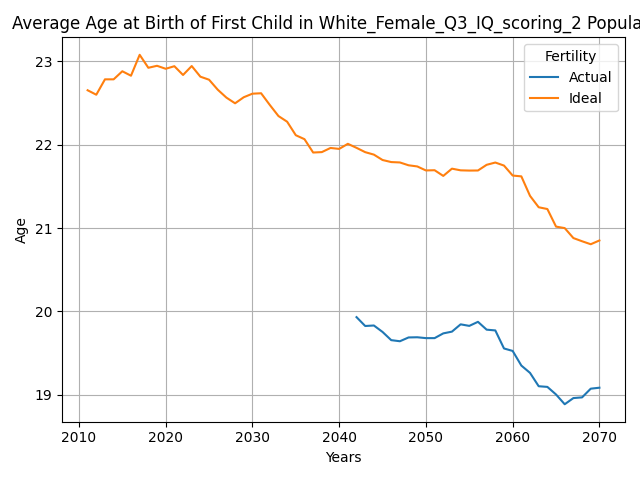 Average Age at Birth of First Child in White_Female_Q3_IQ_scoring_2 Popula
Fertility
Actual
Ideal
23
22
21
20
19
Age
2010 2020 2030 2040 2050 2060 2070
Years